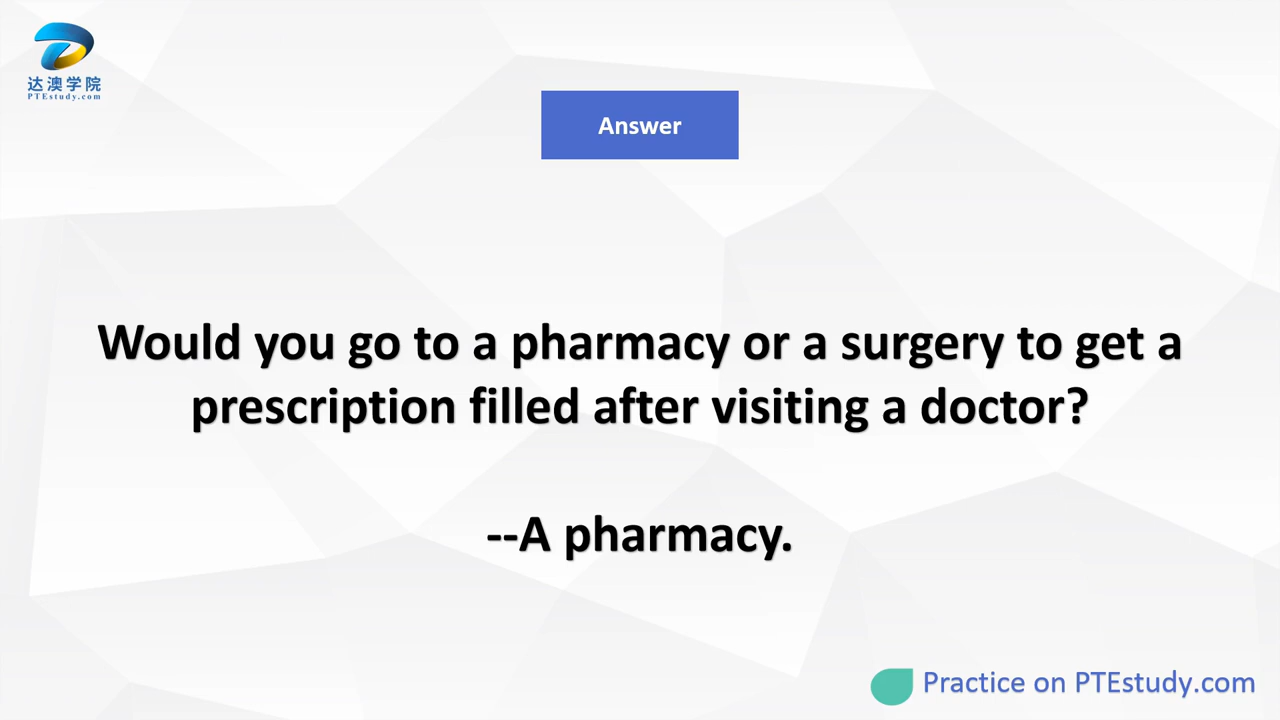 达澳学院
PTEstudy.com
Answer
Would you go to a pharmacy or a surgery to get a
prescription filled after visiting a doctor?
--A pharmacy.
Practice on PTEstudy.com